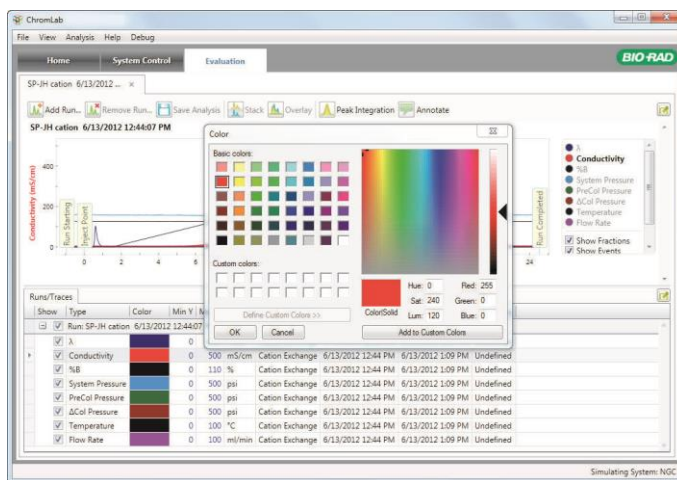 ChromLab
File View Analysis Help Debug
Home System Control Evaluation BIO-RAD
SP-JH cation 6/13/2012 ... ×
Add Run... Remove Run... Save Analysis Stack Overlay Peak Integration Annotate
SP-JH cation 6/13/2012 12:44:07 PM
Conductivity (mS/cm)
400
200
0
Run Starting
Inject Point
0 2 4 6 24
Run Completed
λ
Conductivity
%B
System Pressure
PreCol Pressure
ΔCol Pressure
Temperature
Flow Rate
Show Fractions
Show Events
Color
Basic colors:
Custom colors:
Define Custom Colors >>
OK Cancel
Color|Solid
Hue: 0 Red: 255
Sat: 240 Green: 0
Lum: 120 Blue: 0
Add to Custom Colors
Runs/Traces
Show Type Color Min Y
Run: SP-JH cation 6/13/2012 12:44:07
λ 0
Conductivity 0 500 mS/cm Cation Exchange 6/13/2012 12:44 PM 6/13/2012 1:09 PM Undefined
%B 0 110 % Cation Exchange 6/13/2012 12:44 PM 6/13/2012 1:09 PM Undefined
System Pressure 0 500 psi Cation Exchange 6/13/2012 12:44 PM 6/13/2012 1:09 PM Undefined
PreCol Pressure 0 500 psi Cation Exchange 6/13/2012 12:44 PM 6/13/2012 1:09 PM Undefined
ΔCol Pressure 0 500 psi Cation Exchange 6/13/2012 12:44 PM 6/13/2012 1:09 PM Undefined
Temperature 0 100 °C Cation Exchange 6/13/2012 12:44 PM 6/13/2012 1:09 PM Undefined
Flow Rate 0 100 ml/min Cation Exchange 6/13/2012 12:44 PM 6/13/2012 1:09 PM Undefined
Simulating System: NGC